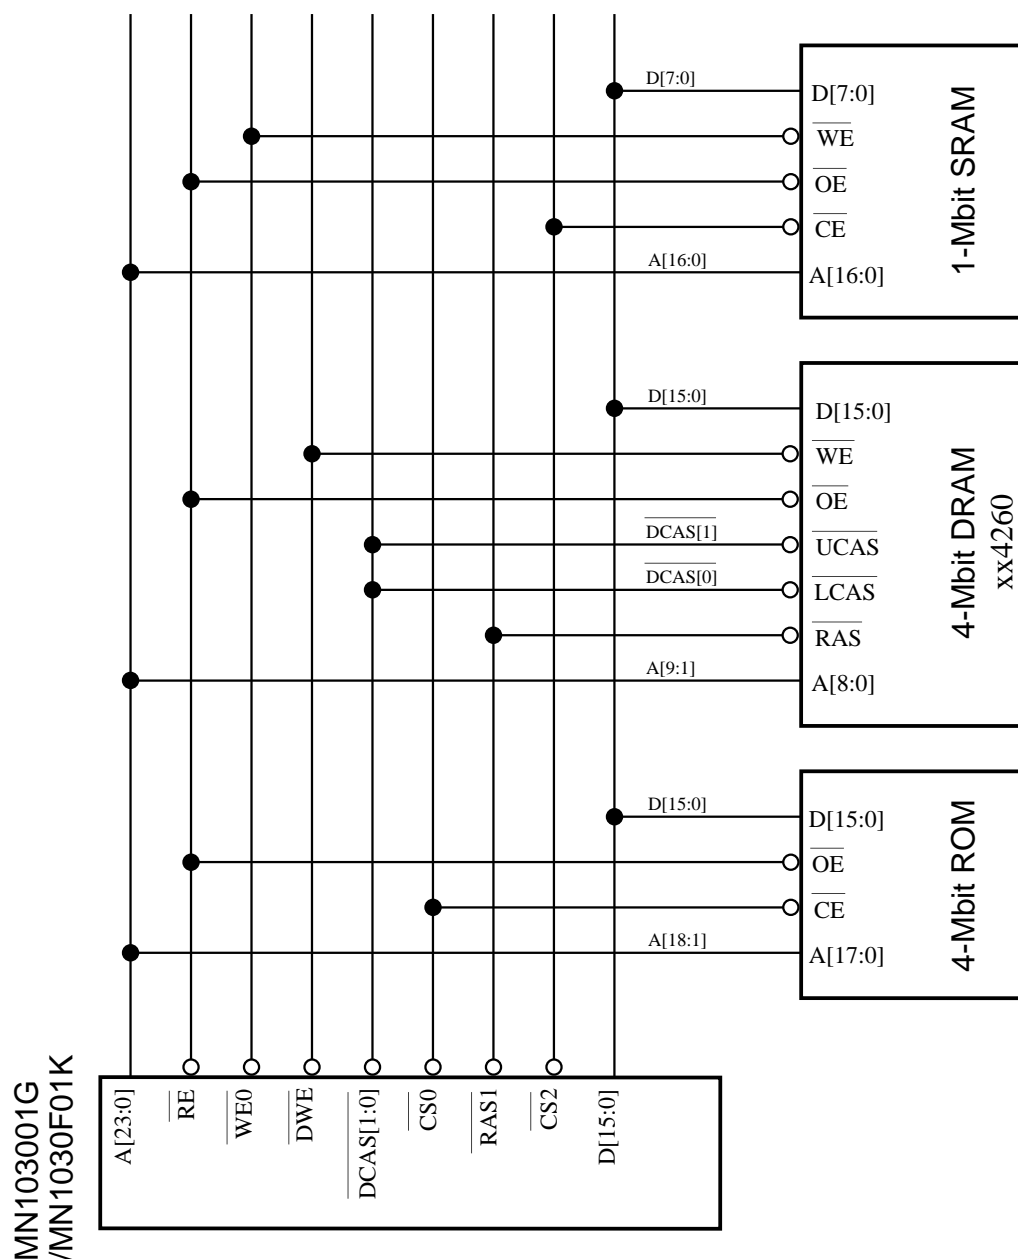 D[7:0]
D[7:0]
WE
OE
CE
A[16:0]
A[16:0]
1-Mbit SRAM
D[15:0]
D[15:0]
WE
OE
DCAS[1]
UCAS
DCAS[0]
LCAS
RAS
A[9:1]
A[8:0]
4-Mbit DRAM
xx4260
D[15:0]
D[15:0]
OE
CE
A[18:1]
A[17:0]
4-Mbit ROM
MN103001G
/MN1030F01K
A[23:0]
RE
WE0
DWE
DCAS[1:0]
CS0
RAS1
CS2
D[15:0]